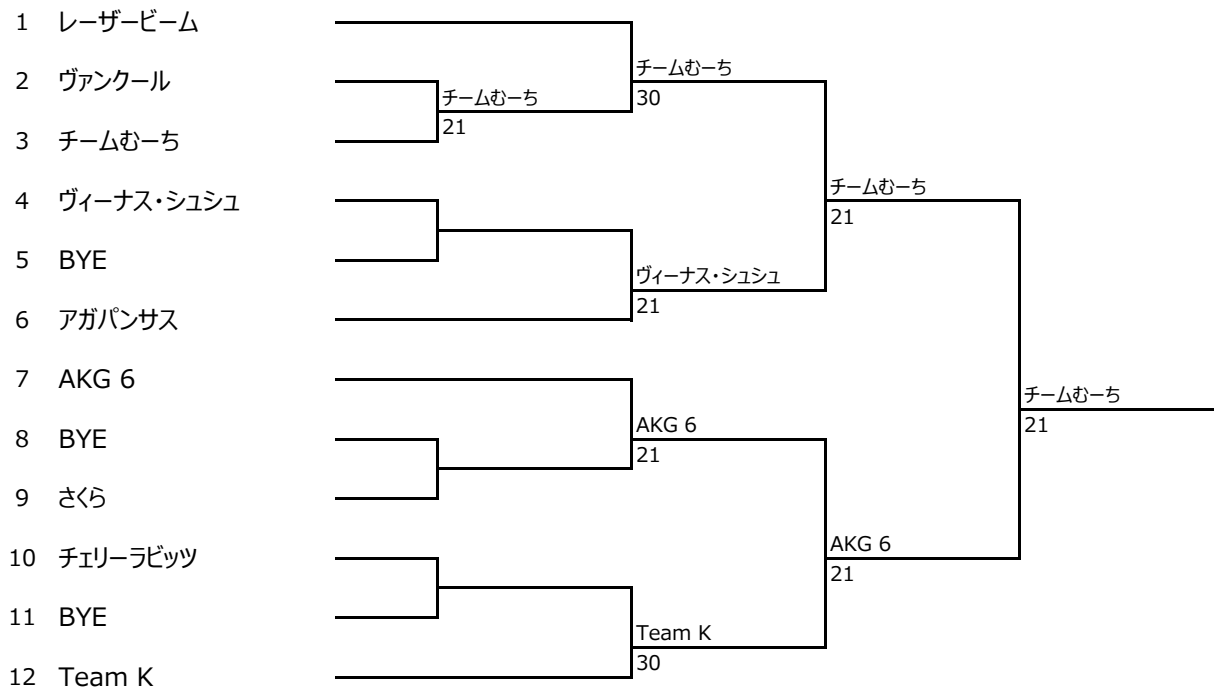 1 レーザービーム
チームむーち
30
2 ヴァンクール
チームむーち
21
3 チームむーち
4 ヴィーナス・シュシュ
チームむーち
21
5 BYE
ヴィーナス・シュシュ
21
6 アガパンサス
7 AKG 6
チームむーち
21
8 BYE
AKG 6
21
9 さくら
10 チェリーラビッツ
AKG 6
21
11 BYE
Team K
30
12 Team K